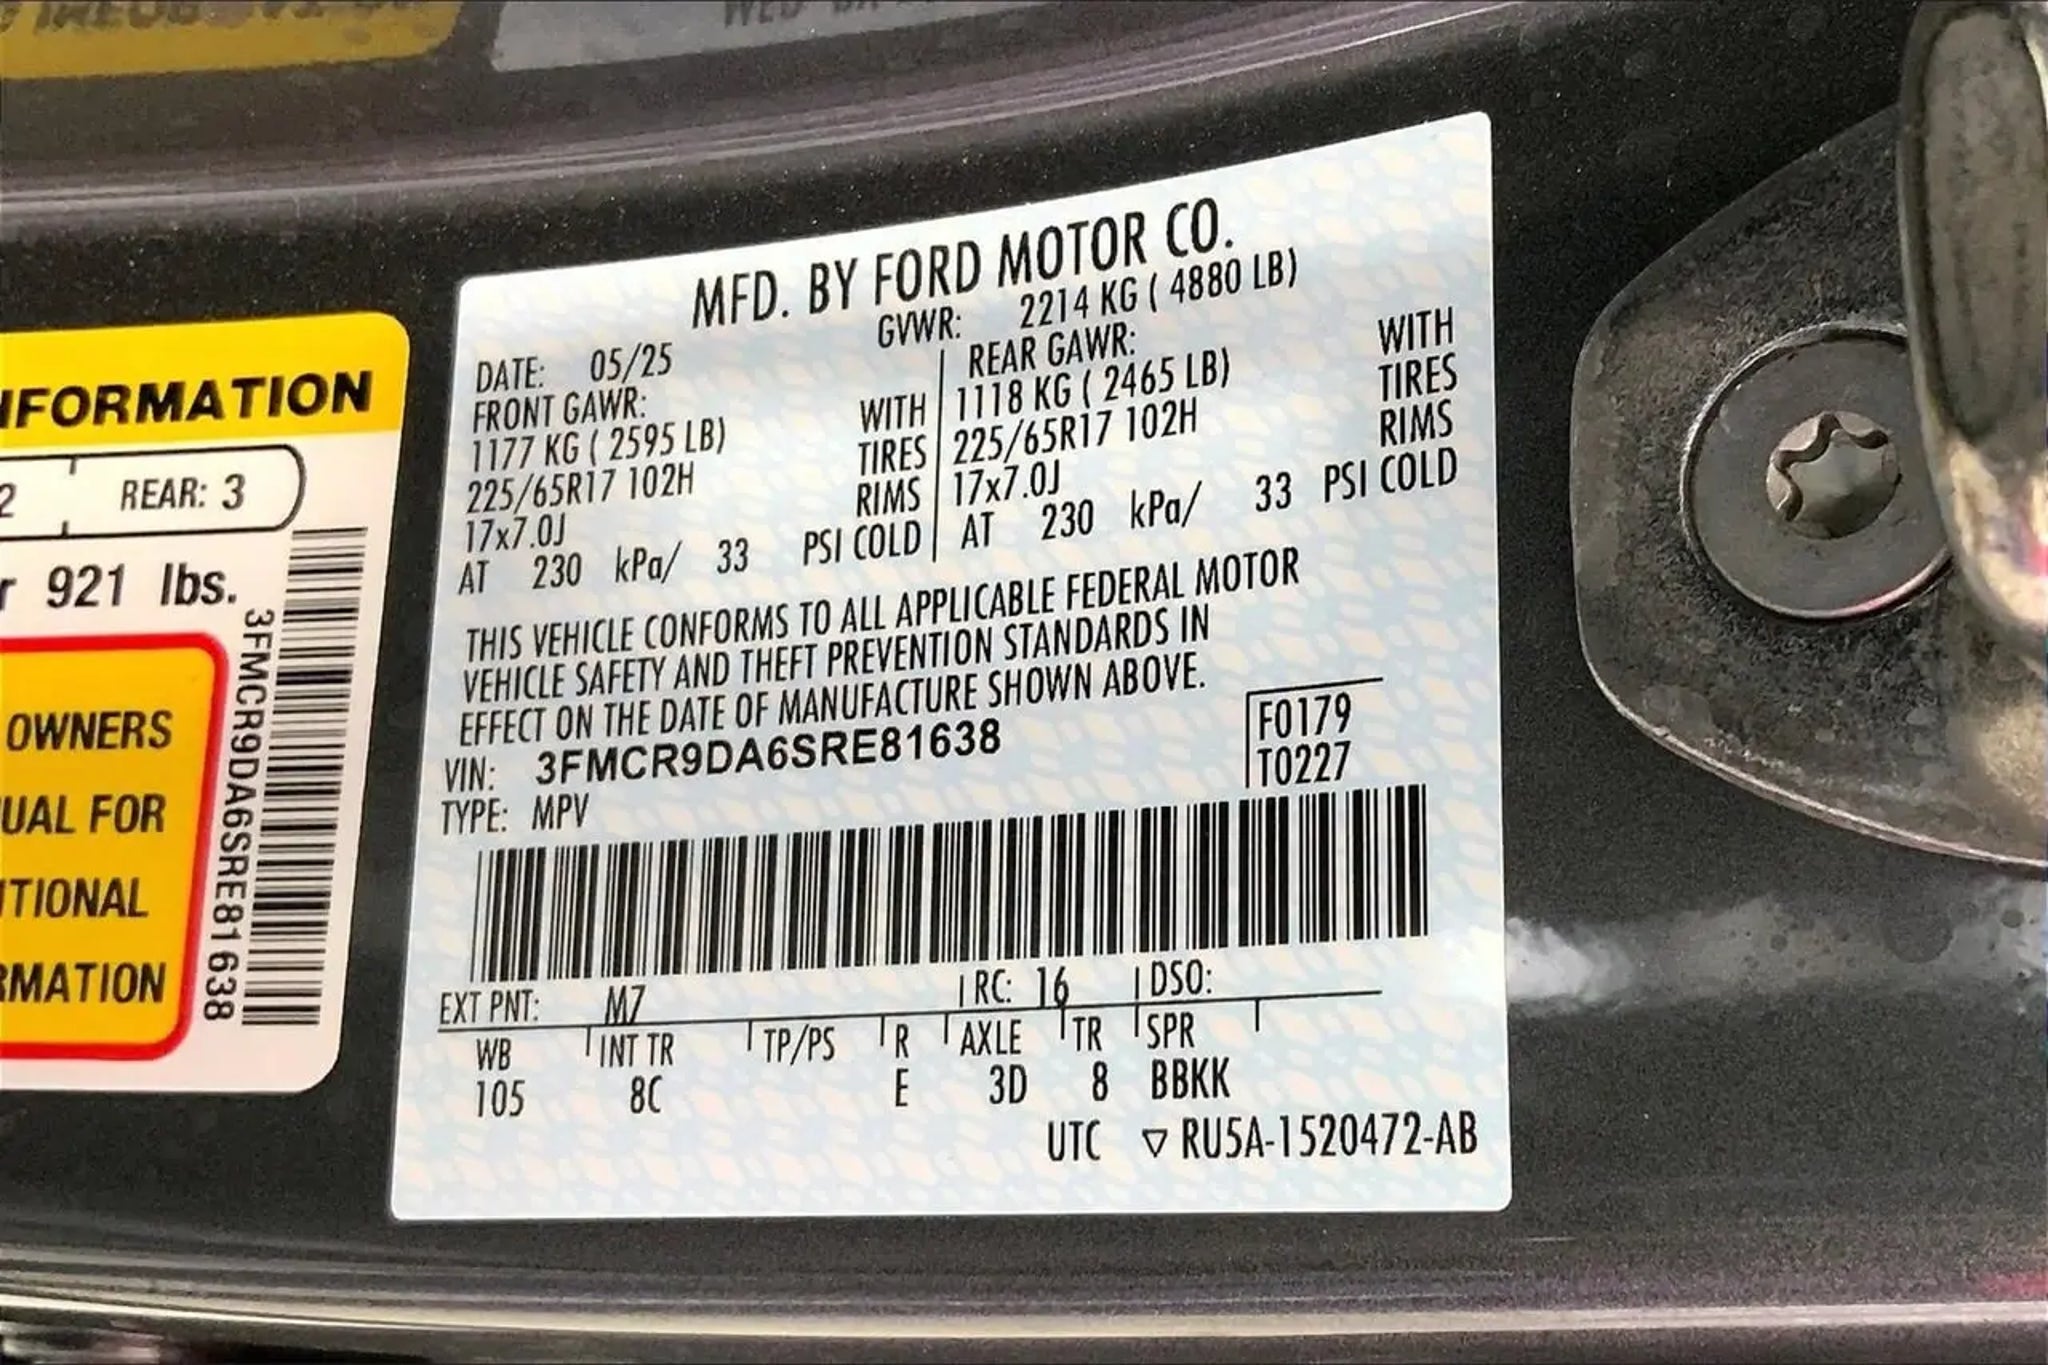 MFD. BY FORD MOTOR CO.
DATE: 05/25 GVWR: 2214 KG ( 4880 LB)
FRONT GAWR: REAR GAWR:
1177 KG ( 2595 LB) WITH 1118 KG ( 2465 LB) WITH
225/65R17 102H TIRES 225/65R17 102H TIRES
17x7.0J RIMS 17x7.0J RIMS
AT 230 kPa/ 33 PSI COLD AT 230 kPa/ 33 PSI COLD
THIS VEHICLE CONFORMS TO ALL APPLICABLE FEDERAL MOTOR
VEHICLE SAFETY AND THEFT PREVENTION STANDARDS IN
EFFECT ON THE DATE OF MANUFACTURE SHOWN ABOVE.
VIN: 3FMCR9DA6SRE81638 F0179
TYPE: MPV T0227
EXT PNT: M7 RC: 16 DSO:
WB INT TR TP/PS R AXLE TR SPR
105 8C E 3D 8 BBKK
UTC ▽ RU5A-1520472-AB
NFORMATION
2 REAR: 3
r 921 lbs.
OWNERS
UAL FOR
ITIONAL
RMATION
3FMCR9DA6SRE81638